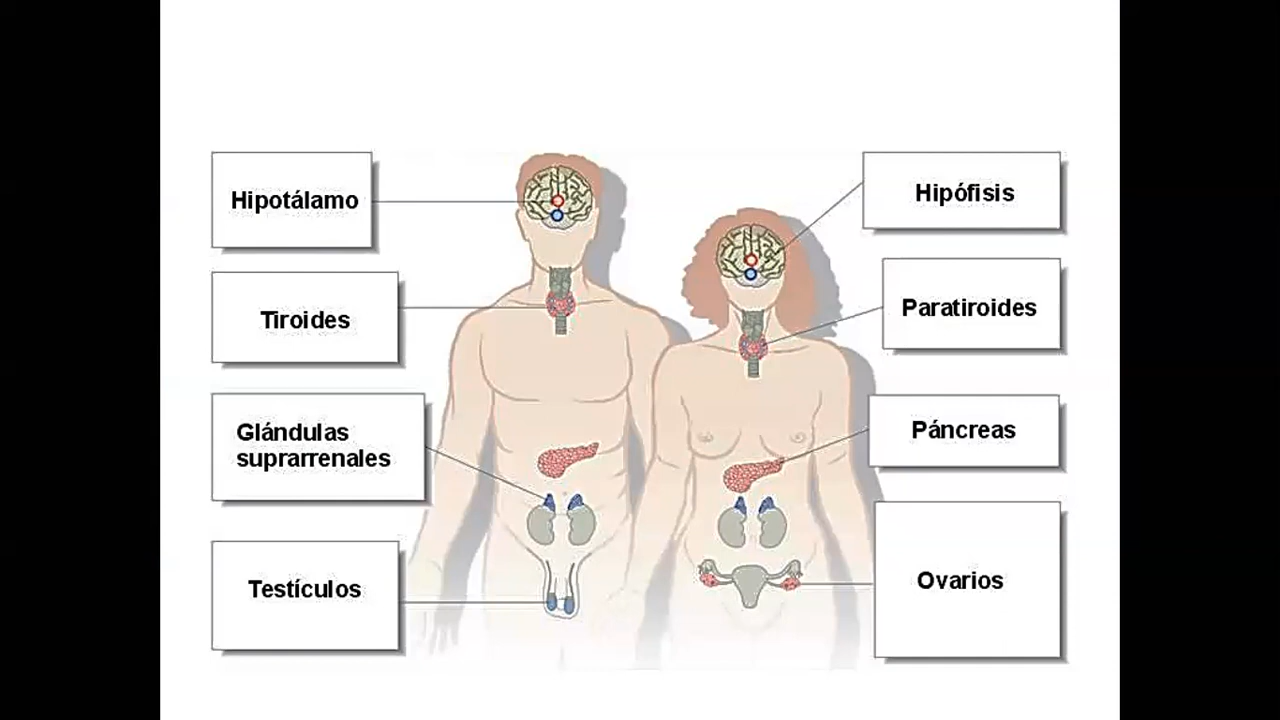 Hipotálamo
Hipófisis
Tiroides
Paratiroides
Glándulas
suprarrenales
Páncreas
Testículos
Ovarios